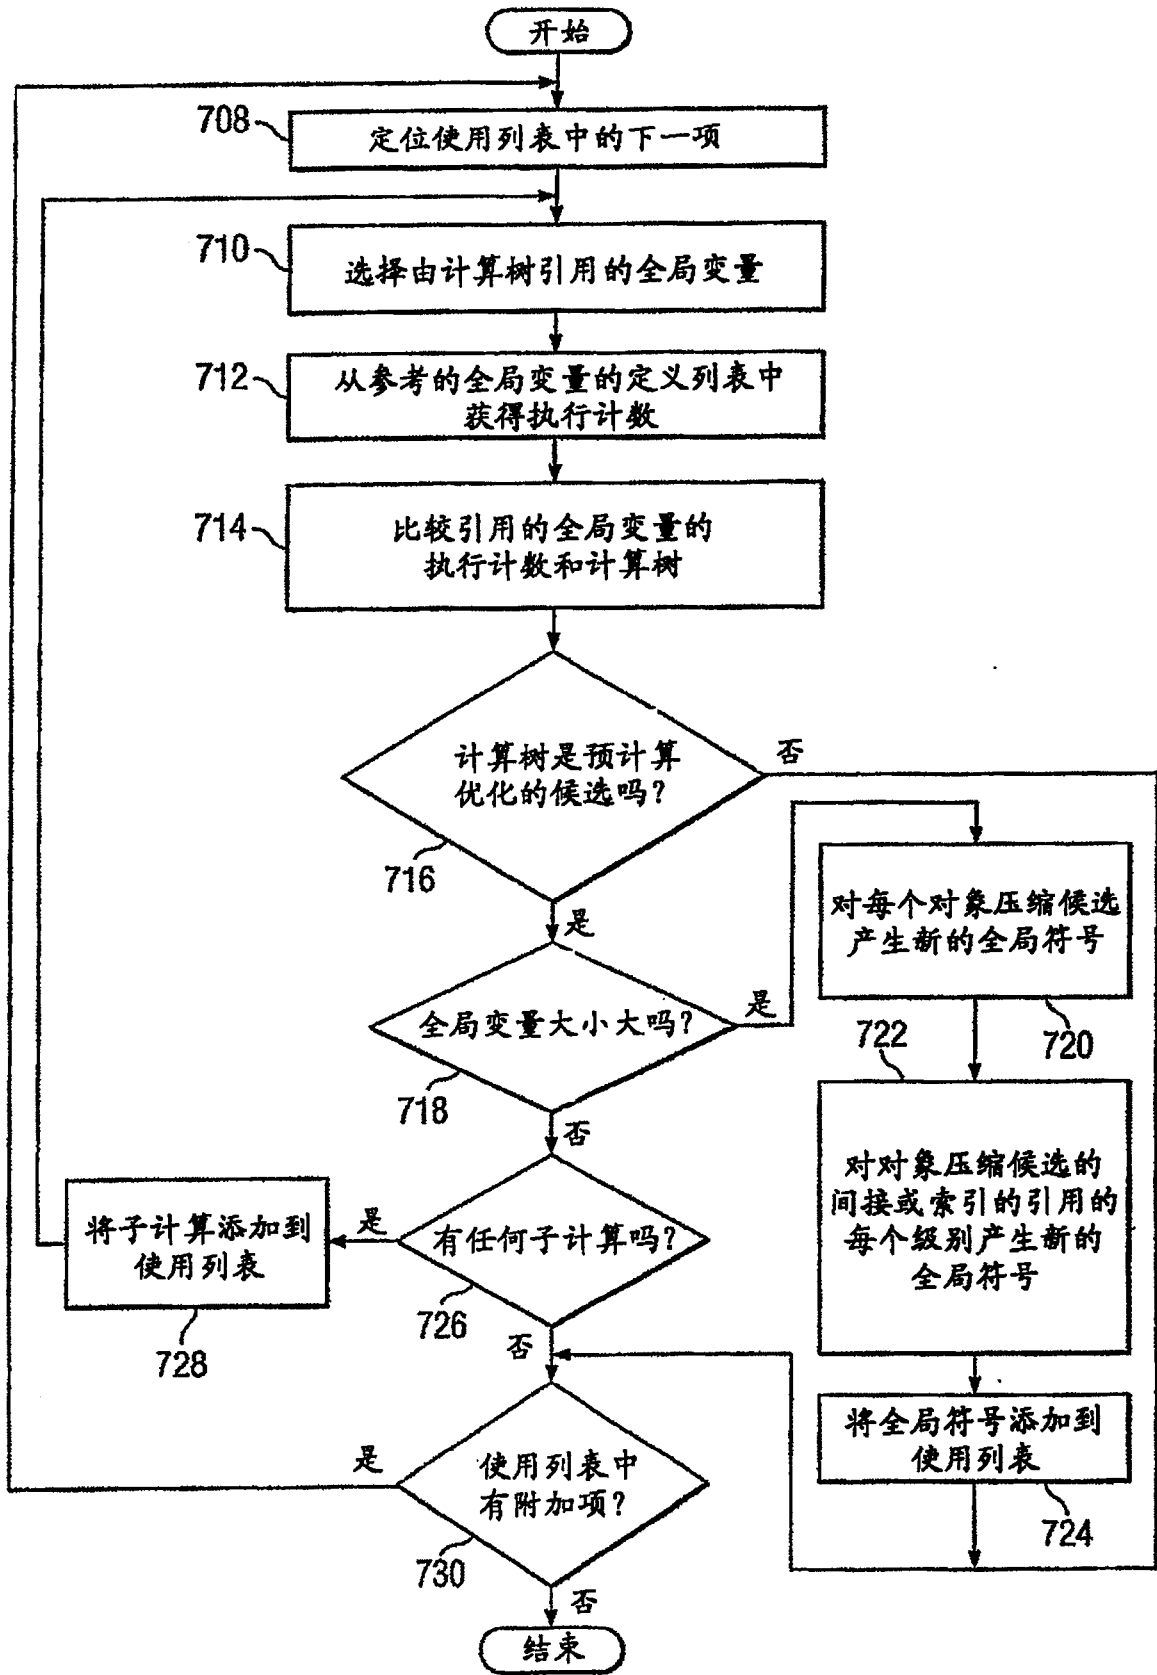 开始
708
定位使用列表中的下一项
710
选择由计算树引用的全局变量
712
从参考的全局变量的定义列表中
获得执行计数
714
比较引用的全局变量的
执行计数和计算树
计算树是预计算
优化的候选吗?
否
716
是
对每个对象压缩候选
产生新的全局符号
720
全局变量大小大吗?
是
718
否
722
对对象压缩候选的
间接或索引的引用的
每个级别产生新的
全局符号
有任何子计算吗?
是
726
将子计算添加到
使用列表
728
否
将全局符号添加到
使用列表
724
使用列表中
有附加项?
是
730
否
结束